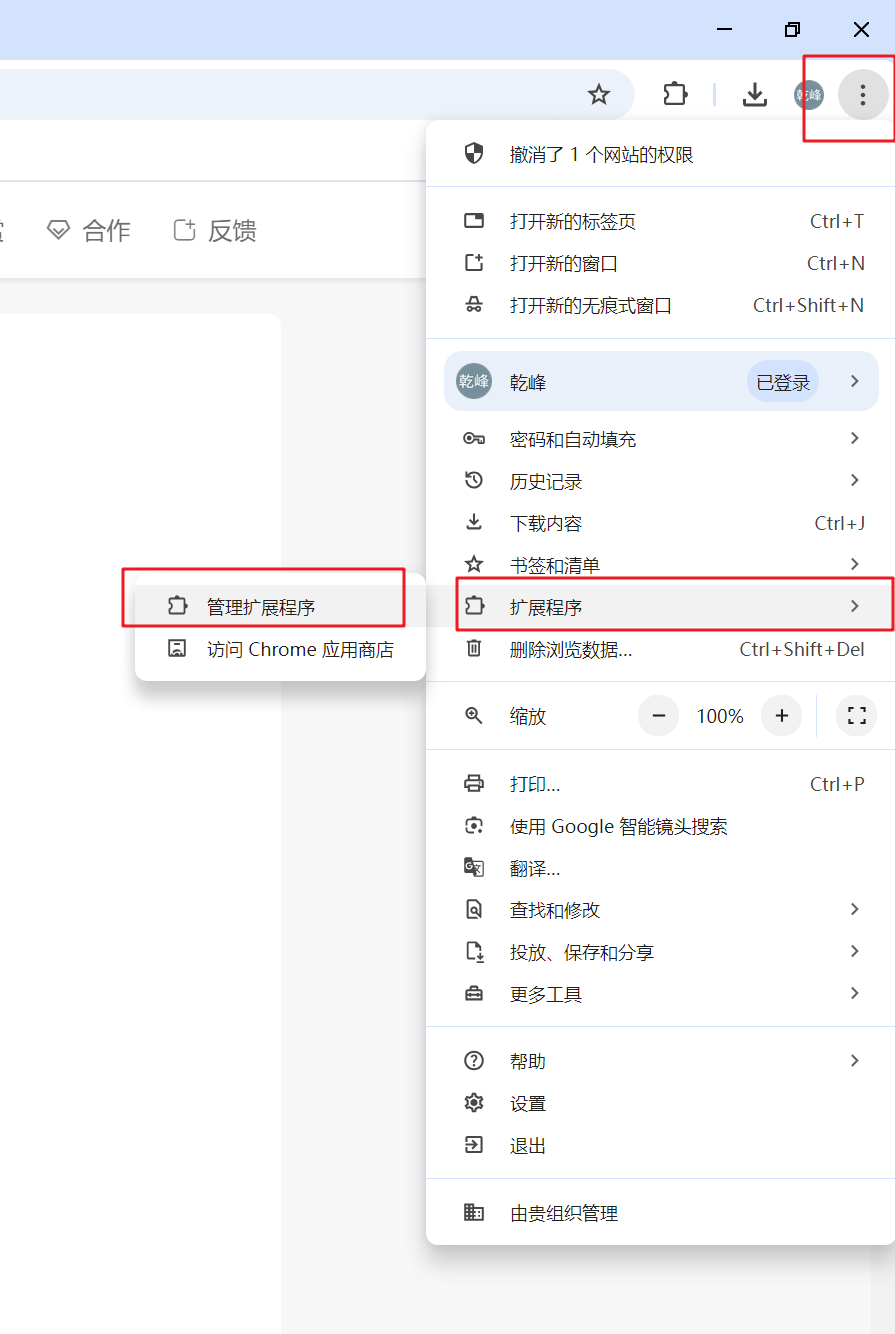 乾峰
撤消了 1 个网站的权限
合作
反馈
打开新的标签页 Ctrl+T
打开新的窗口 Ctrl+N
打开新的无痕式窗口 Ctrl+Shift+N
乾峰 乾峰 已登录
密码和自动填充
历史记录
下载内容 Ctrl+J
书签和清单
扩展程序
管理扩展程序
访问 Chrome 应用商店
删除浏览数据... Ctrl+Shift+Del
缩放 100%
打印... Ctrl+P
使用 Google 智能镜头搜索
翻译...
查找和修改
投放、保存和分享
更多工具
帮助
设置
退出
由贵组织管理